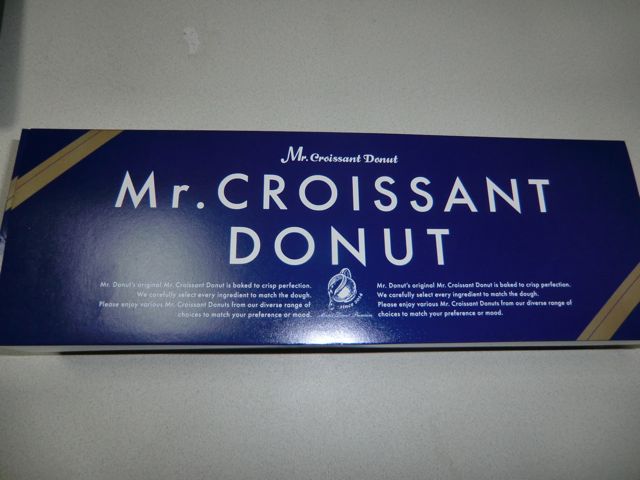 Mr. Croissant Donut
Mr. CROISSANT
DONUT
Mr. Donut's original Mr. Croissant Donut is baked to crisp perfection.
We carefully select every ingredient to match the dough.
Please enjoy various Mr. Croissant Donuts from our diverse range of
choices to match your preference or mood.
SINCE
Mr. Donut's original Mr. Croissant Donut is baked to crisp perfection.
We carefully select every ingredient to match the dough.
Please enjoy various Mr. Croissant Donuts from our diverse range of
choices to match your preference or mood.